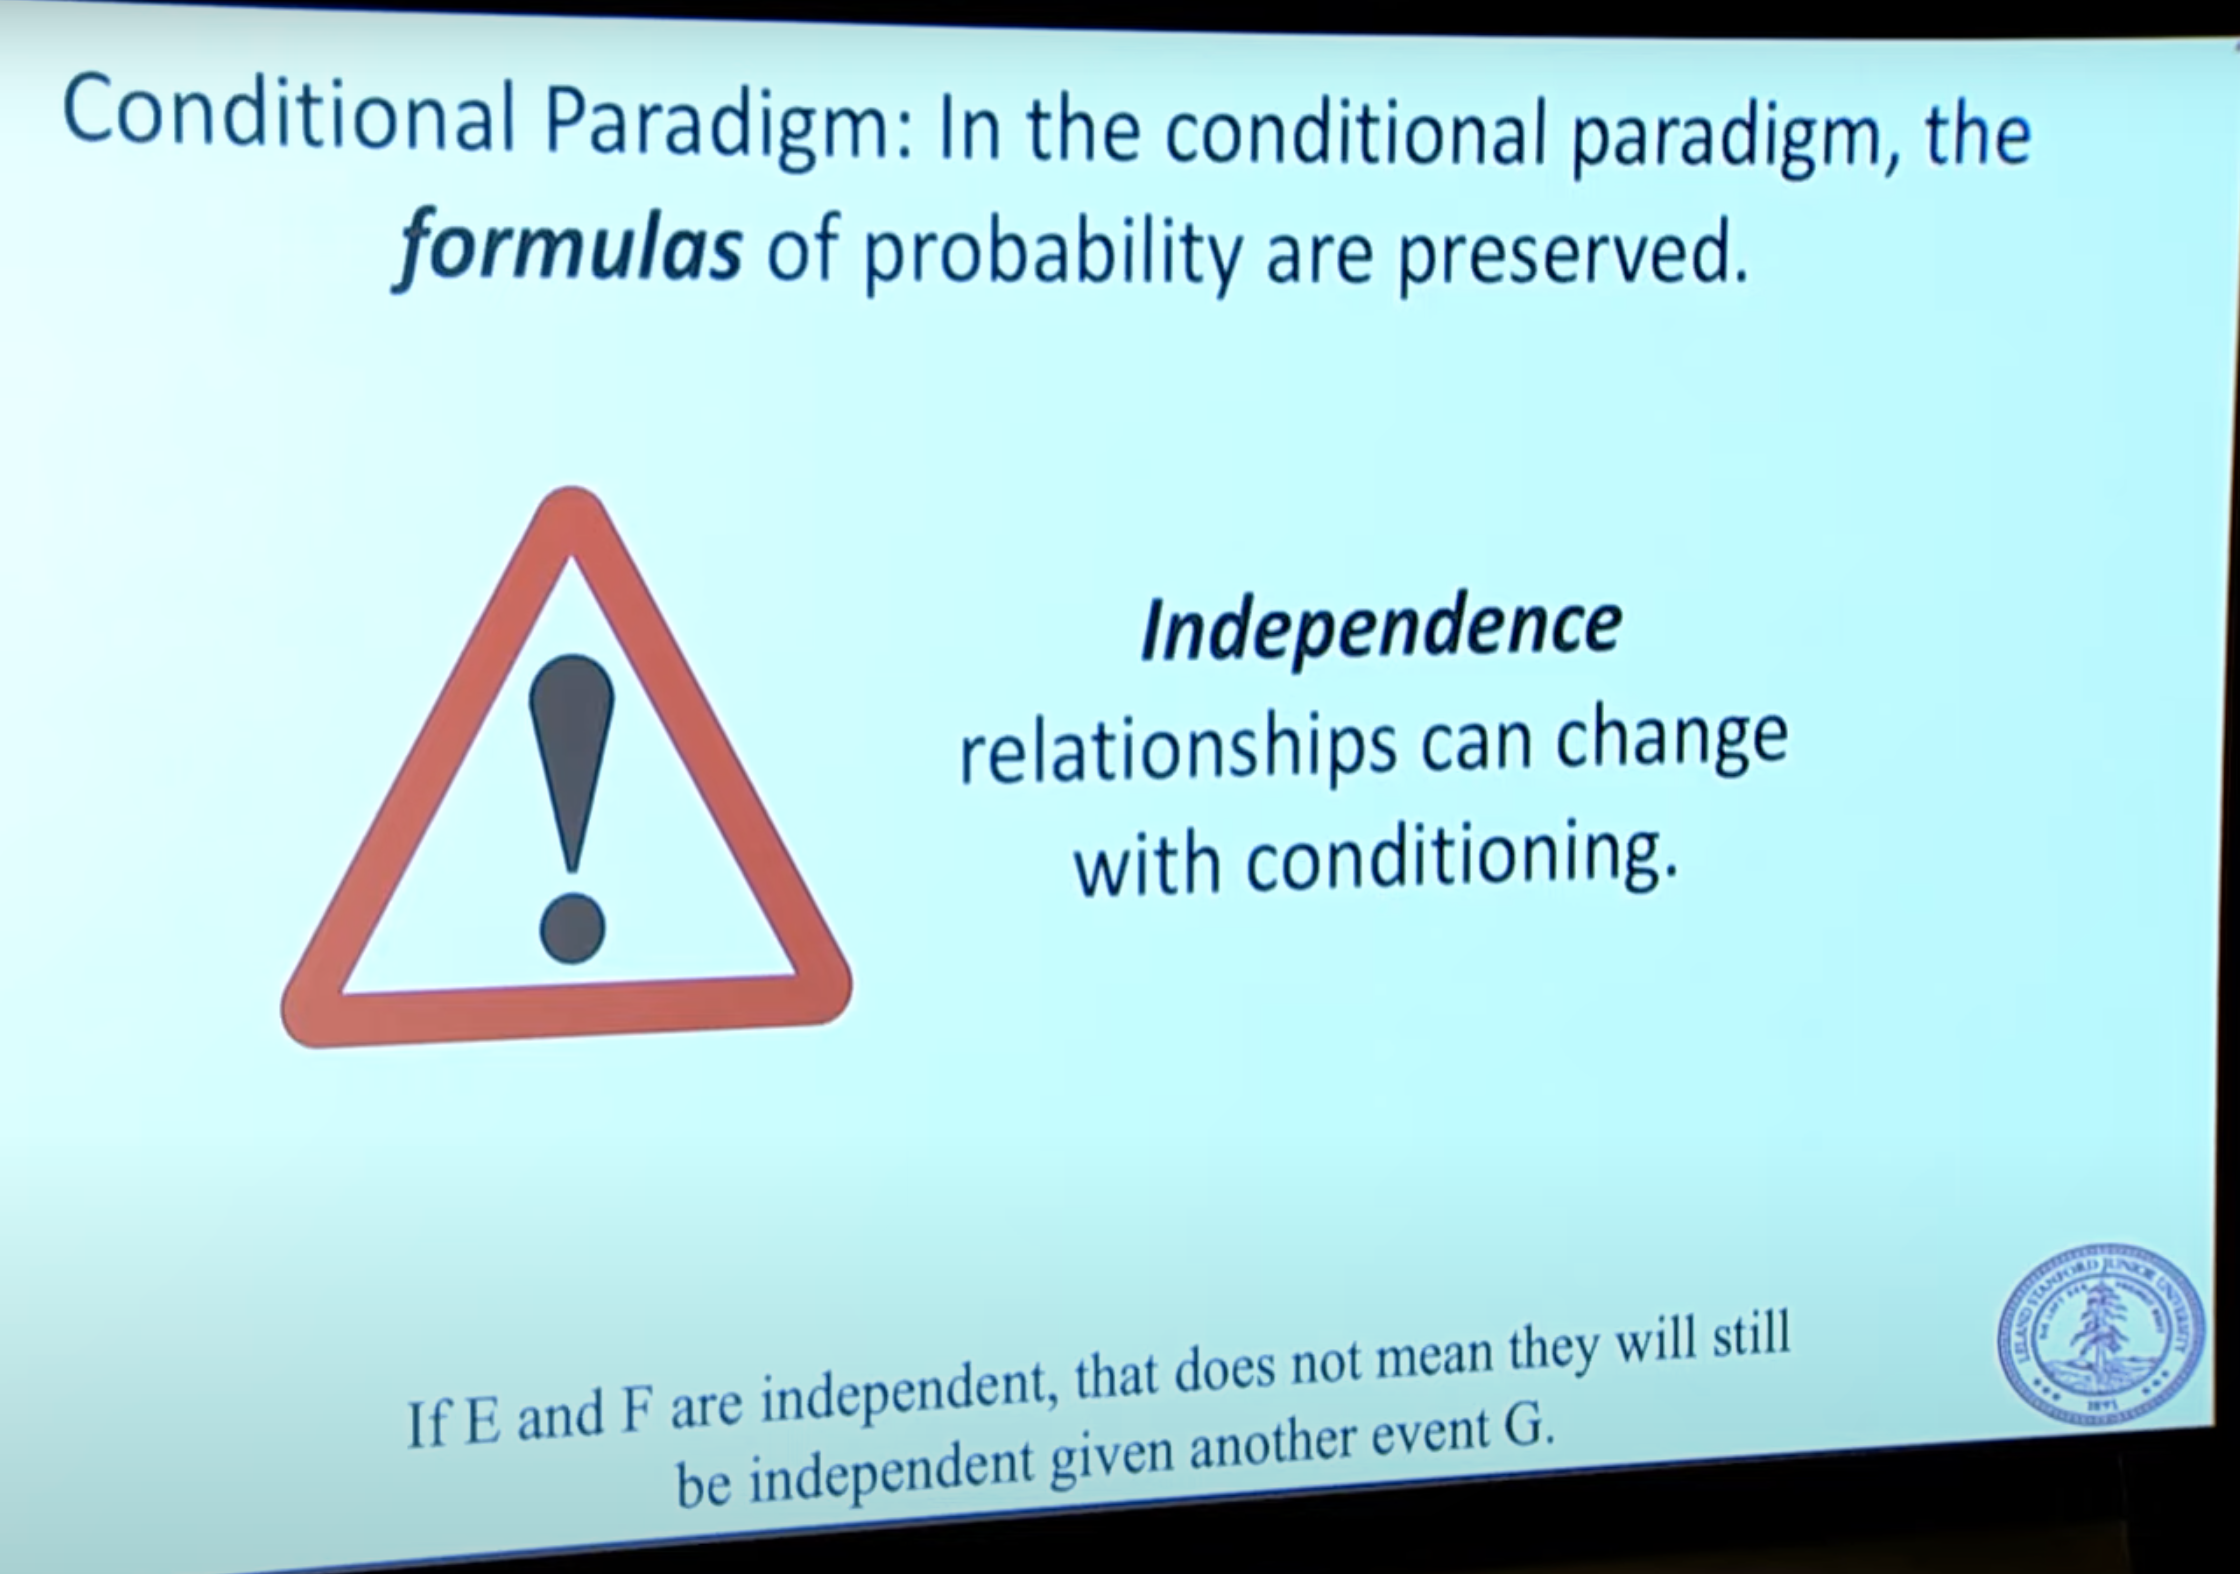 Conditional Paradigm: In the conditional paradigm, the
formulas of probability are preserved.
Independence
relationships can change
with conditioning.
If E and F are independent, that does not mean they will still
be independent given another event G.
LELAND STANFORD JUNIOR UNIVERSITY
1891